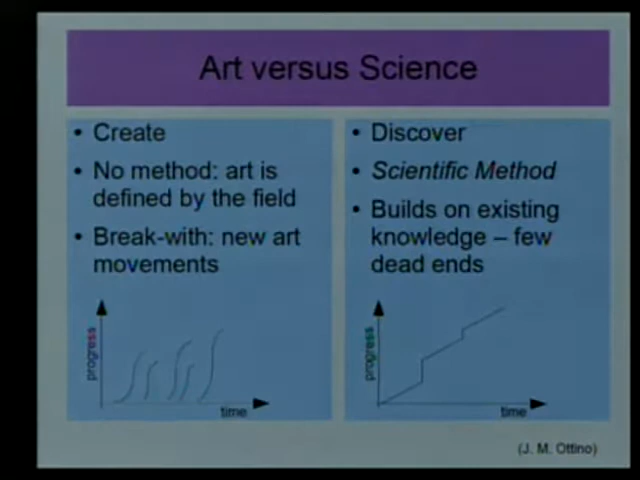 Art versus Science
• Create
• No method: art is
defined by the field
• Break-with: new art
movements
progress
time
• Discover
• Scientific Method
• Builds on existing
knowledge – few
dead ends
progress
time
(J. M. Ottino)